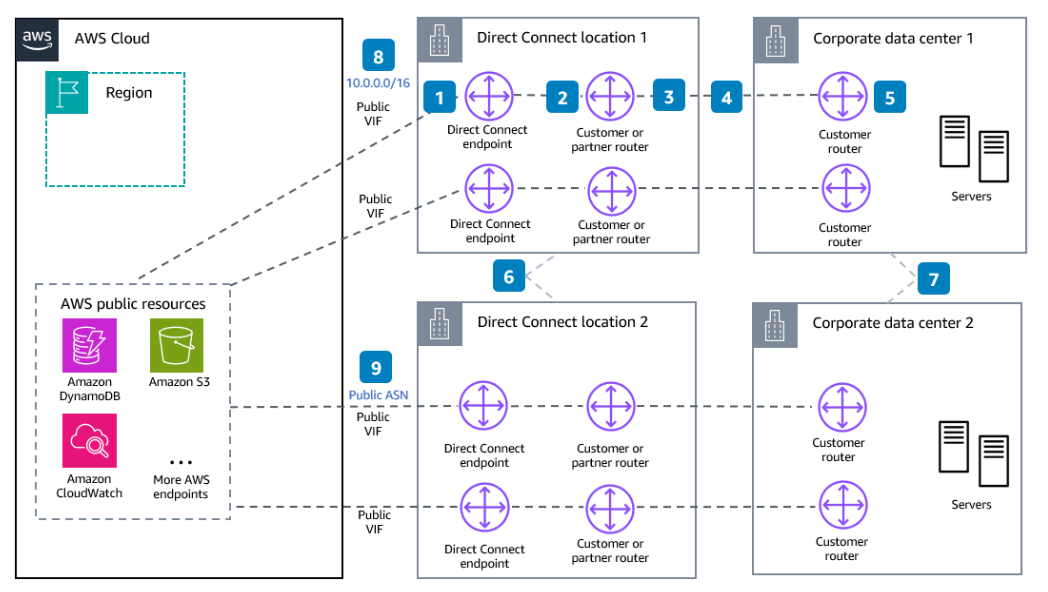 aws
AWS Cloud
Region
8
10.0.0.0/16
Public
VIF
Public
VIF
Direct Connect location 1
1
2
3
4
Direct Connect
endpoint
Customer or
partner router
Direct Connect
endpoint
Customer or
partner router
Corporate data center 1
5
Customer
router
Customer
router
Servers
6
7
AWS public resources
Amazon
DynamoDB
Amazon S3
Amazon
CloudWatch
...
More AWS
endpoints
9
Public ASN
Public
VIF
Public
VIF
Direct Connect location 2
Direct Connect
endpoint
Customer or
partner router
Direct Connect
endpoint
Customer or
partner router
Corporate data center 2
Customer
router
Customer
router
Servers